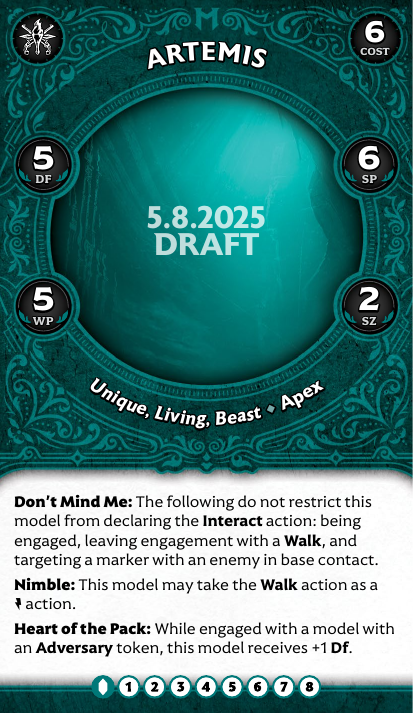 ARTEMIS
6
COST
5
DF
6
SP
5.8.2025
DRAFT
5
WP
2
SZ
Unique, Living, Beast ◆ Apex
Don't Mind Me: The following do not restrict this
model from declaring the Interact action: being
engaged, leaving engagement with a Walk, and
targeting a marker with an enemy in base contact.
Nimble: This model may take the Walk action as a
action.
Heart of the Pack: While engaged with a model with
an Adversary token, this model receives +1 Df.
1 2 3 4 5 6 7 8